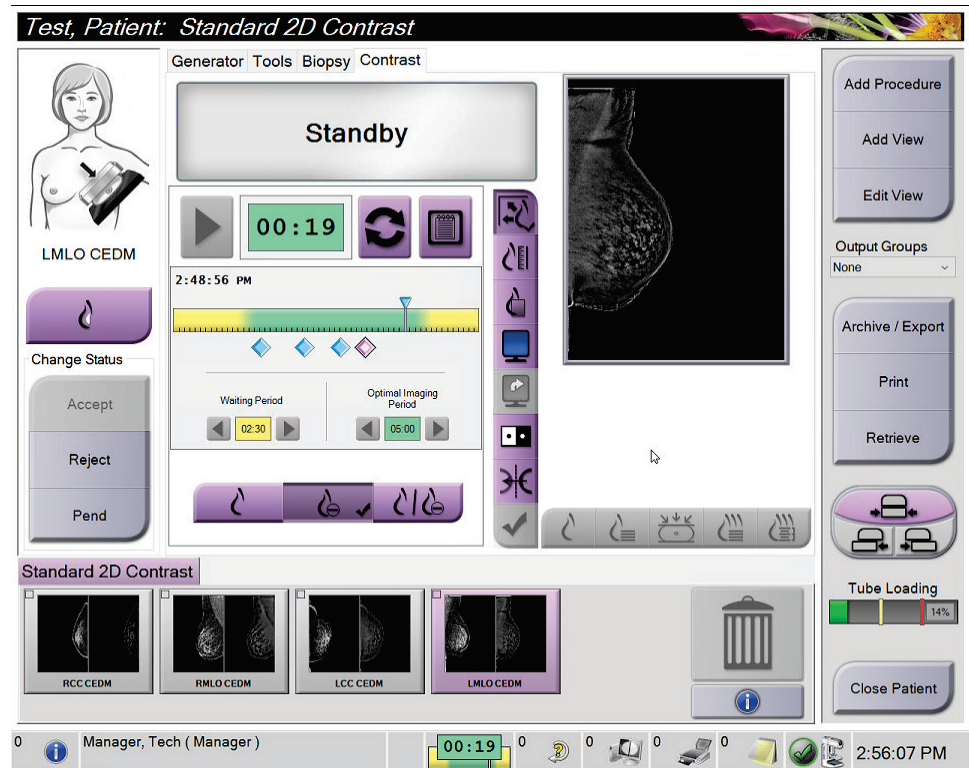 Test, Patient: Standard 2D Contrast
Generator Tools Biopsy Contrast
Standby
00:19
2:48:56 PM
Waiting Period
02:30
Optimal Imaging
Period
05:00
LMLO CEDM
Change Status
Accept
Reject
Pend
Add Procedure
Add View
Edit View
Output Groups
None
Archive / Export
Print
Retrieve
Tube Loading
14%
Close Patient
Standard 2D Contrast
RCC CEDM
RMLO CEDM
LCC CEDM
LMLO CEDM
0
Manager, Tech ( Manager )
00:19
0
0
0
0
2:56:07 PM